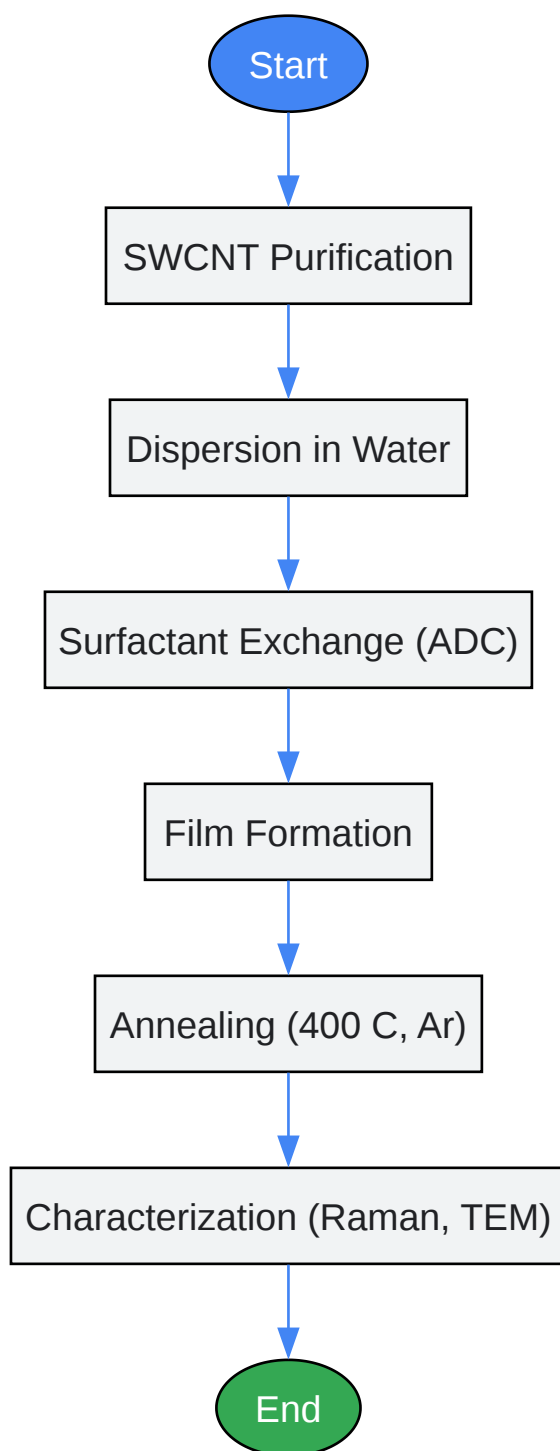 Start
SWCNT Purification
Dispersion in Water
Surfactant Exchange (ADC)
Film Formation
Annealing (400 C, Ar)
Characterization (Raman, TEM)
End